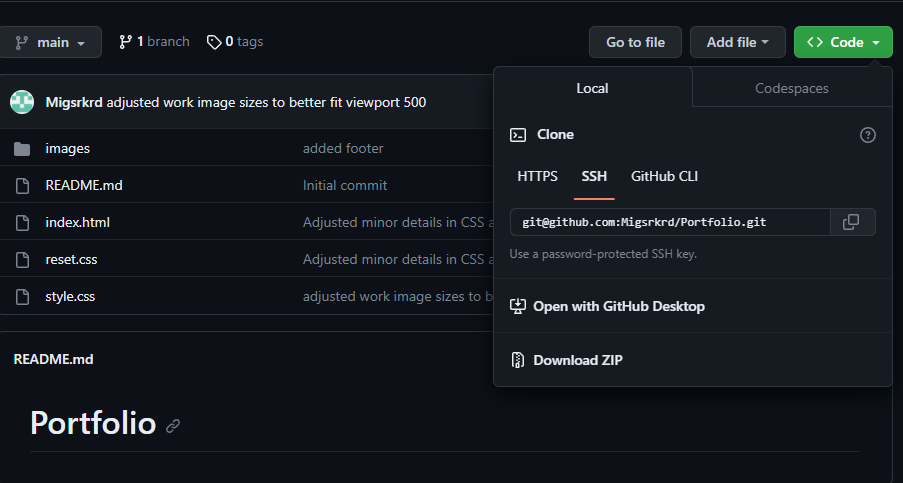 main 1 branch 0 tags Go to file Add file <> Code
Migsrkrd adjusted work image sizes to better fit viewport 500
images added footer
README.md Initial commit
index.html Adjusted minor details in CSS a
reset.css Adjusted minor details in CSS a
style.css adjusted work image sizes to b
README.md
Portfolio
Local Codespaces
Clone
HTTPS SSH GitHub CLI
git@github.com:Migsrkrd/Portfolio.git
Use a password-protected SSH key.
Open with GitHub Desktop
Download ZIP